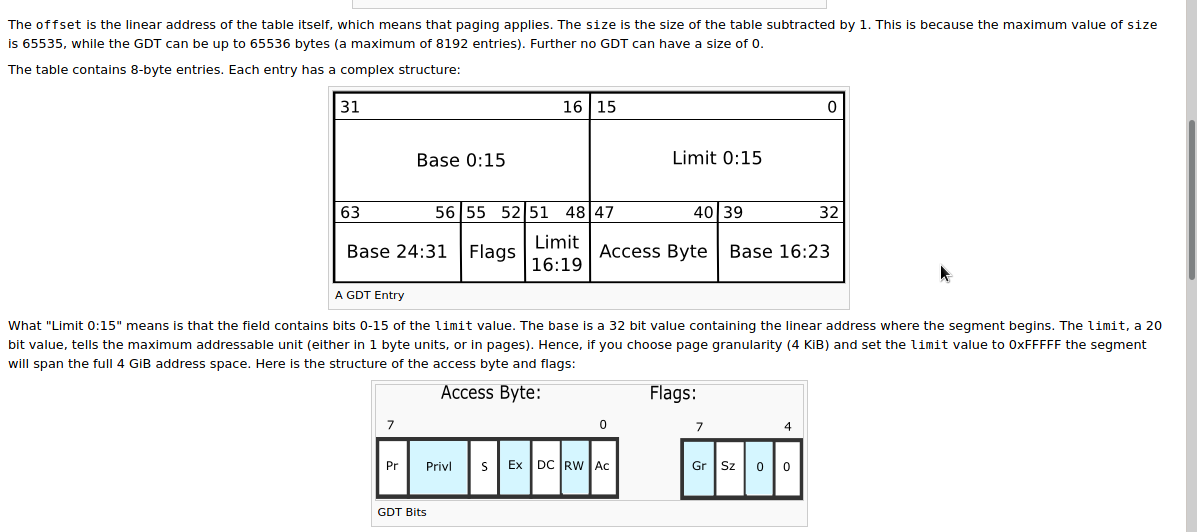 The offset is the linear address of the table itself, which means that paging applies. The size is the size of the table subtracted by 1. This is because the maximum value of size
is 65535, while the GDT can be up to 65536 bytes (a maximum of 8192 entries). Further no GDT can have a size of 0.
The table contains 8-byte entries. Each entry has a complex structure:
31 16 15 0
Base 0:15 Limit 0:15
63 56 55 52 51 48 47 40 39 32
Base 24:31 Flags Limit 16:19 Access Byte Base 16:23
A GDT Entry
What "Limit 0:15" means is that the field contains bits 0-15 of the limit value. The base is a 32 bit value containing the linear address where the segment begins. The limit, a 20
bit value, tells the maximum addressable unit (either in 1 byte units, or in pages). Hence, if you choose page granularity (4 KiB) and set the limit value to 0xFFFFF the segment
will span the full 4 GiB address space. Here is the structure of the access byte and flags:
Access Byte: Flags:
7 0 7 4
Pr Privl S Ex DC RW Ac Gr Sz 0 0
GDT Bits